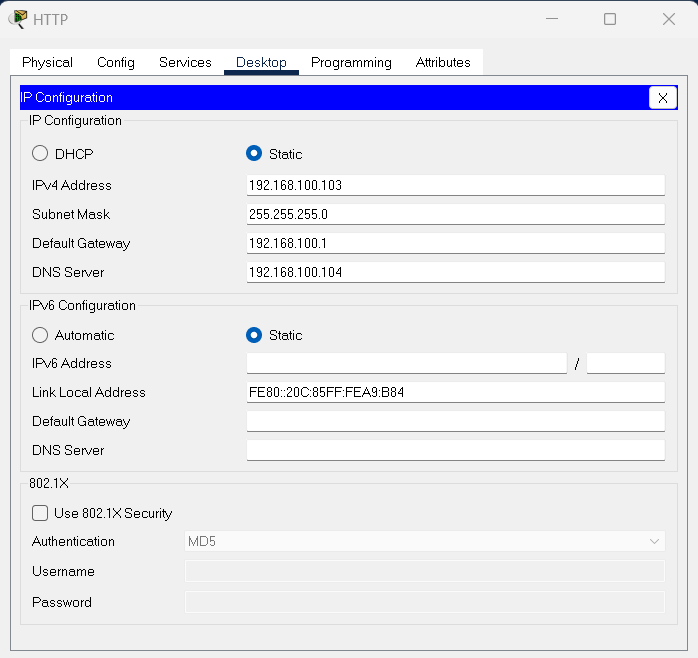 HTTP
Physical Config Services Desktop Programming Attributes
IP Configuration X
IP Configuration
DHCP Static
IPv4 Address 192.168.100.103
Subnet Mask 255.255.255.0
Default Gateway 192.168.100.1
DNS Server 192.168.100.104
IPv6 Configuration
Automatic Static
IPv6 Address /
Link Local Address FE80::20C:85FF:FEA9:B84
Default Gateway
DNS Server
802.1X
Use 802.1X Security
Authentication MD5
Username
Password